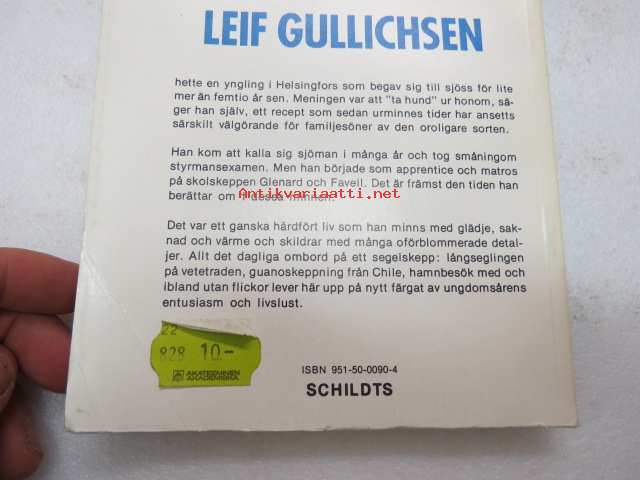 LEIF GULLICHSEN
hette en yngling i Helsingfors som begav sig till sjöss för lite
mer än femtio år sen. Meningen var att "ta hund" ur honom, sä-
ger han själv, ett recept som sedan urminnes tider har ansetts
särskilt välgörande för familjesöner av den oroligare sorten.
Han kom att kalla sig sjöman i många år och tog småningom
styrmansexamen. Men han började som apprentice och matros
på skolskeppen Glenard och Favell. Det är främst den tiden han
berättar om i dessa minnen.
Antikvariaatti.net
Det var ett ganska hårdfört liv som han minns med glädje, sak-
nad och värme och skildrar med många oförblommerade detal-
jer. Allt det dagliga ombord på ett segelskepp: långseglingen
på vetetraden, guanoskeppning från Chile, hamnbesök med och
ibland utan flickor lever här upp på nytt färgat av ungdomsårens
entusiasm och livslust.
22
828 10.-
AKATEEMINEN
AKADEMISKA
ISBN 951-50-0090-4
SCHILDTS